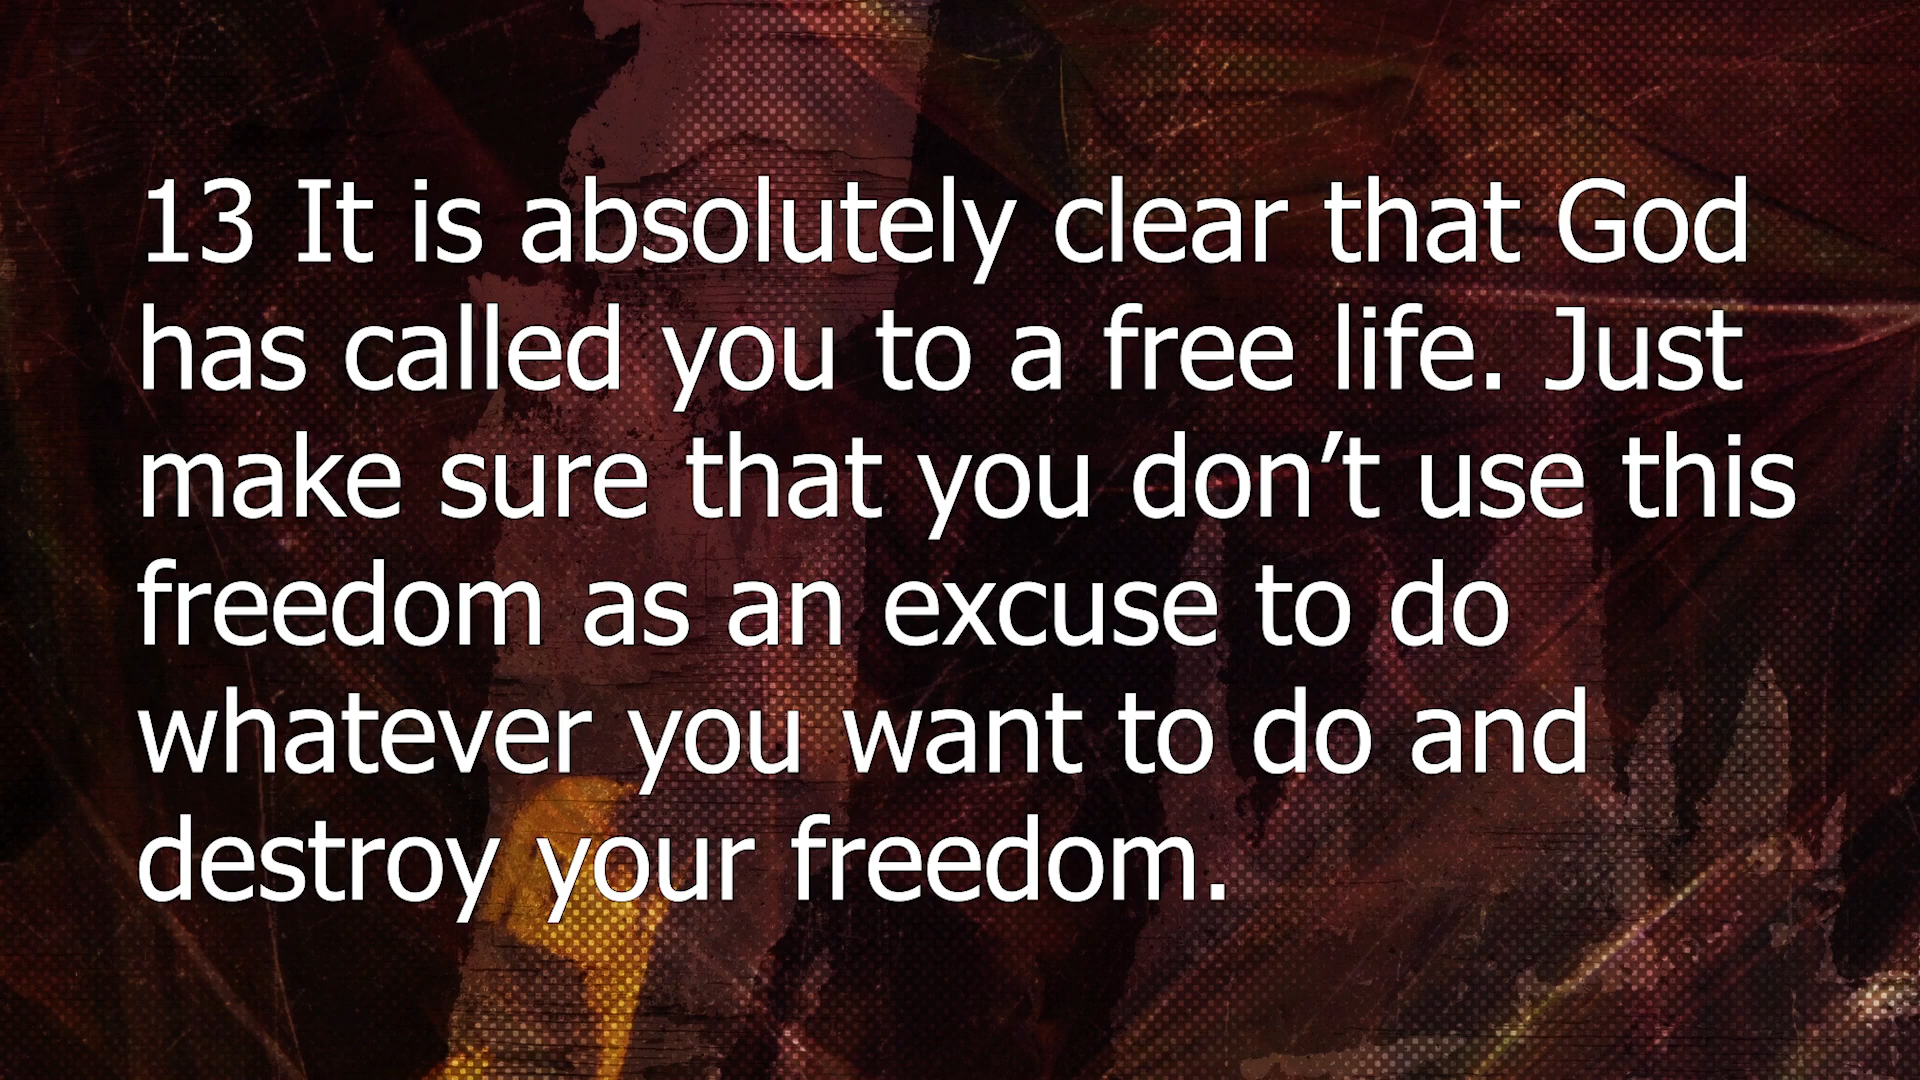 13 It is absolutely clear that God
has called you to a free life. Just
make sure that you don’t use this
freedom as an excuse to do
whatever you want to do and
destroy your freedom.